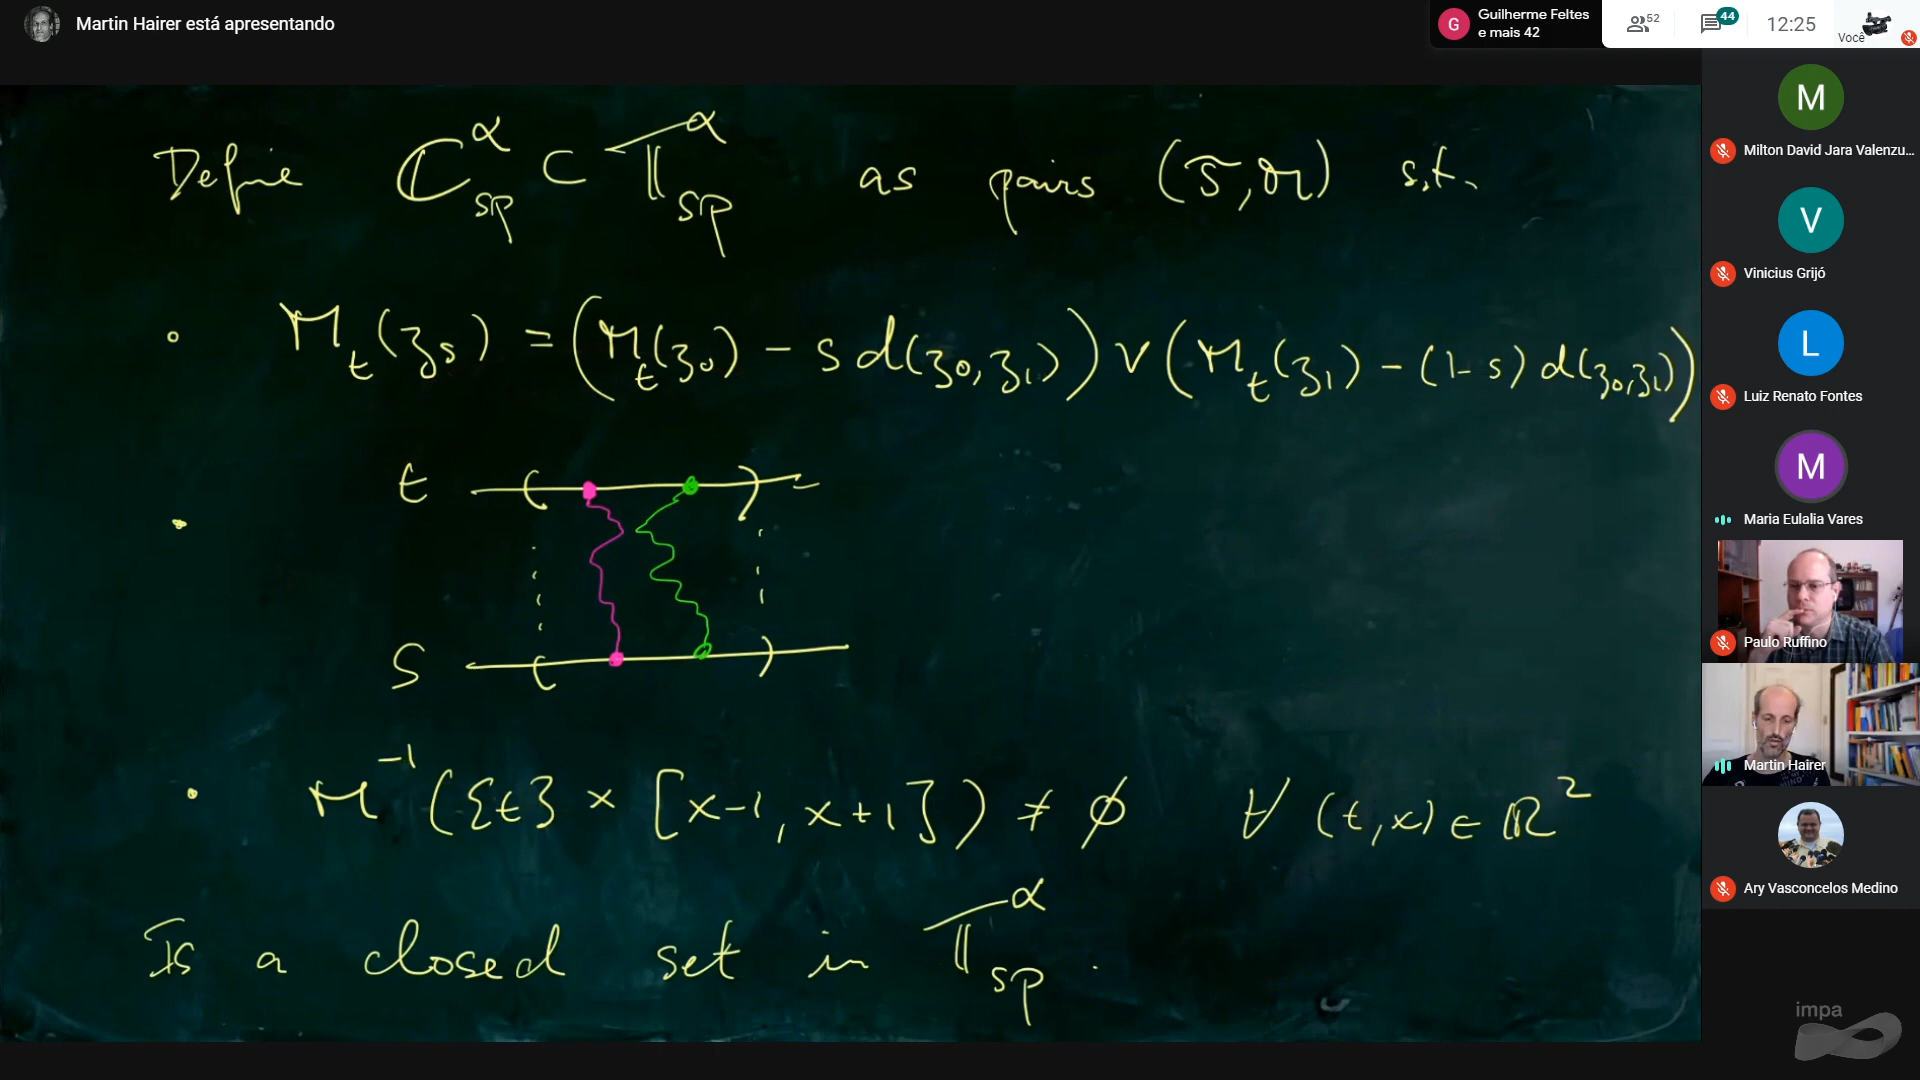 Martin Hairer está apresentando
G
Guilherme Feltes
e mais 42
52
44
12:25
Você
Define ℂ^α_sp ⊂ 𝕋^α_sp as pairs (𝒯, M) s.t.
• M_t(z_s) = (M_t(z_0) - s d(z_0, z_1)) ∨ (M_t(z_1) - (1-s) d(z_0, z_1))
t
s
• M^{-1}({t} × [x-1, x+1]) ≠ ∅ ∀ (t,x) ∈ ℝ^2
Is a closed set in 𝕋^α_sp.
M
Milton David Jara Valenzu...
V
Vinicius Grijó
L
Luiz Renato Fontes
M
Maria Eulalia Vares
Paulo Ruffino
Martin Hairer
Ary Vasconcelos Medino
impa